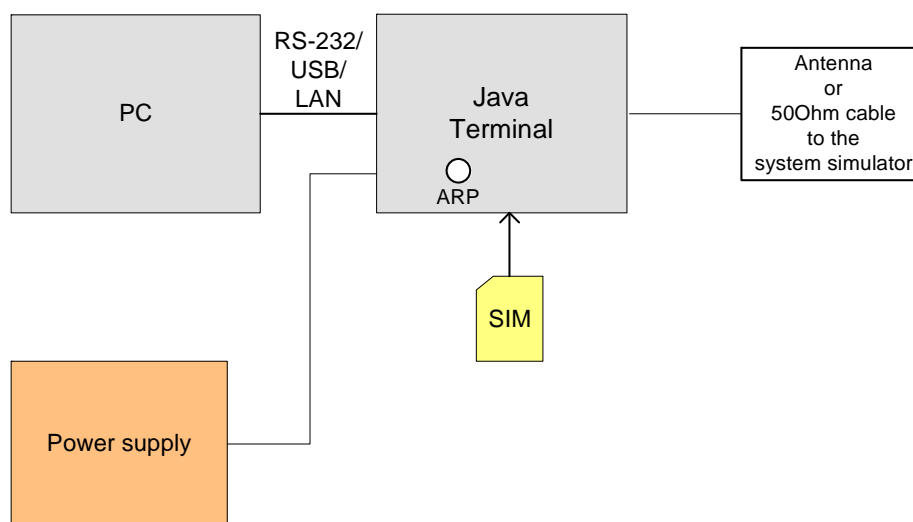 PC
RS-232/
USB/
LAN
Java
Terminal
ARP
Antenna
or
50Ohm cable
to the
system simulator
SIM
Power supply